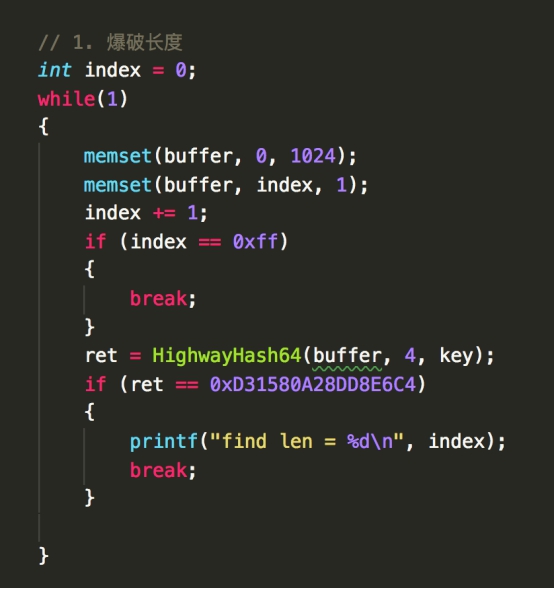 // 1. 爆破长度
int index = 0;
while(1)
{
    memset(buffer, 0, 1024);
    memset(buffer, index, 1);
    index += 1;
    if (index == 0xff)
    {
        break;
    }
    ret = HighwayHash64(buffer, 4, key);
    if (ret == 0xD31580A28DD8E6C4)
    {
        printf("find len = %d\n", index);
        break;
    }
}